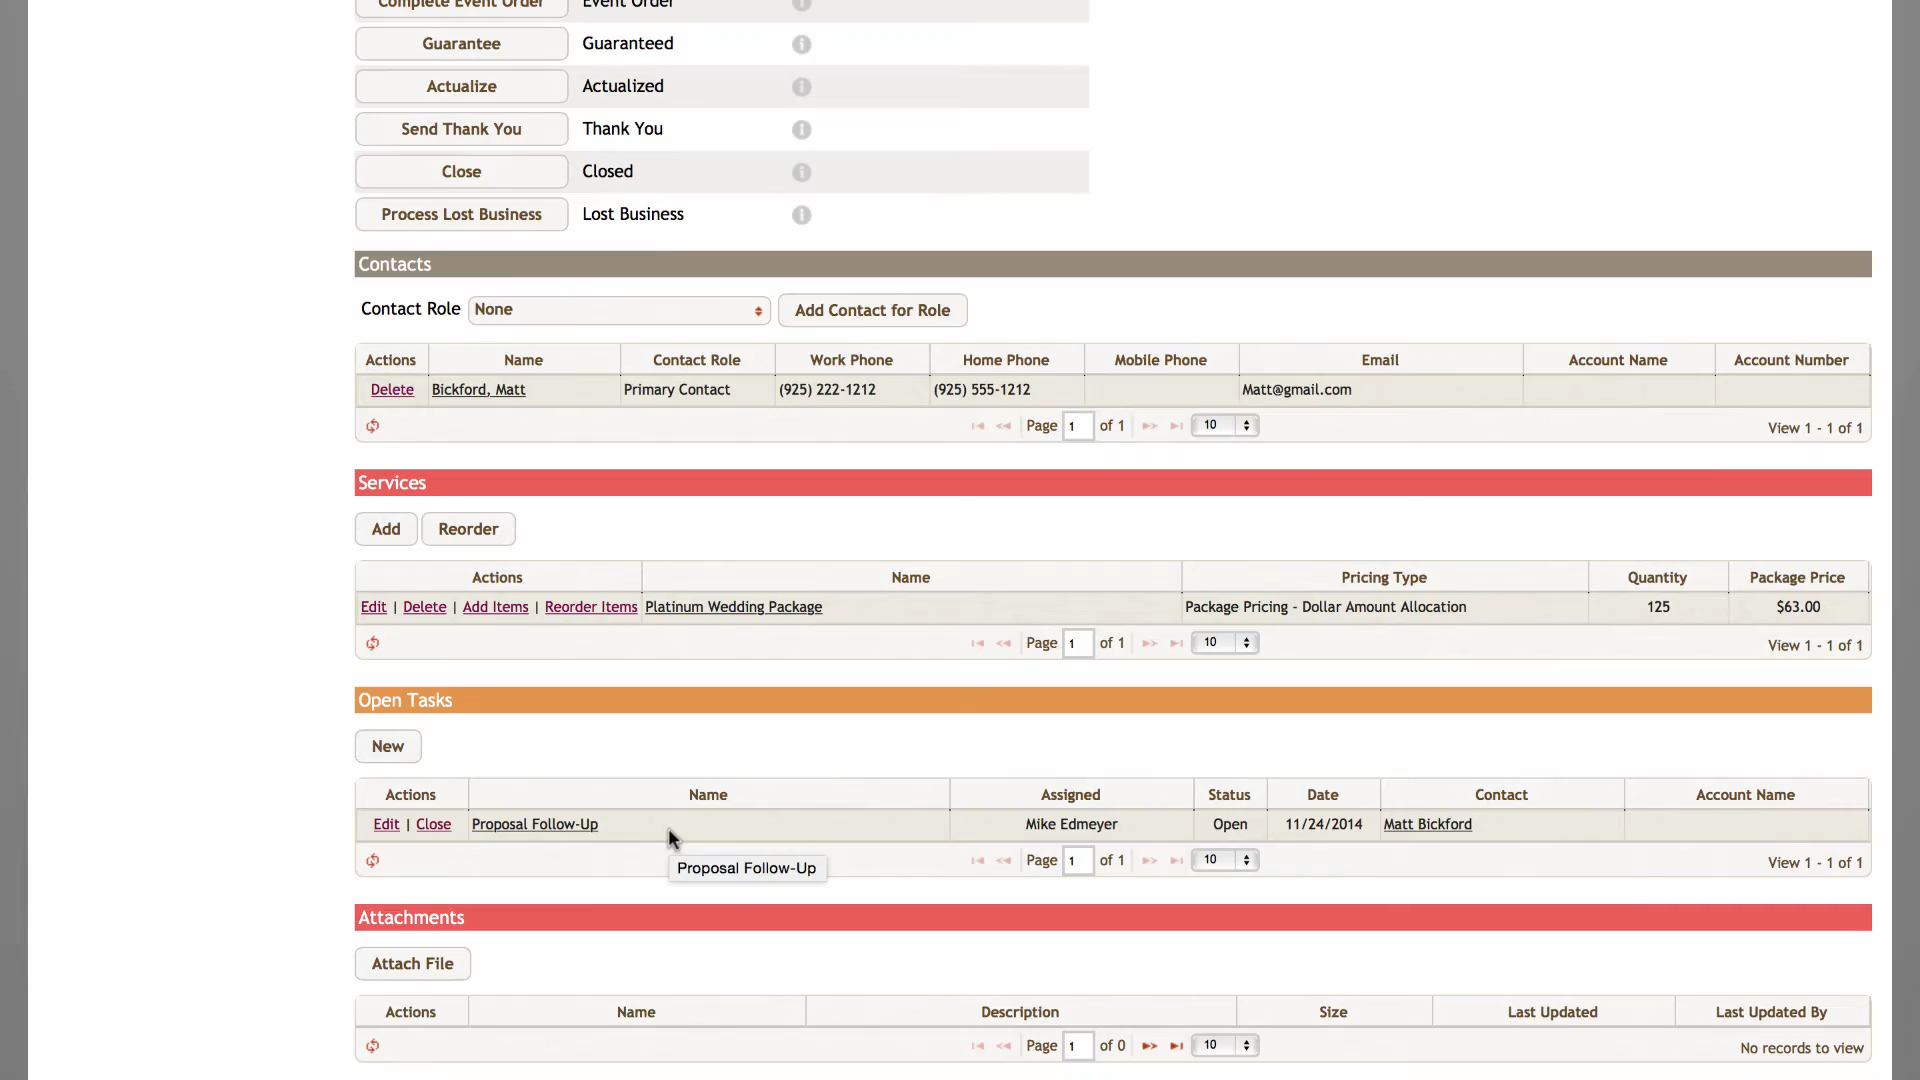 Complete Event Order Event Order
Guarantee Guaranteed
Actualize Actualized
Send Thank You Thank You
Close Closed
Process Lost Business Lost Business
Contacts
Contact Role None Add Contact for Role
Actions Name Contact Role Work Phone Home Phone Mobile Phone Email Account Name Account Number
Delete Bickford, Matt Primary Contact (925) 222-1212 (925) 555-1212 Matt@gmail.com
Page 1 of 1 10 View 1 - 1 of 1
Services
Add Reorder
Actions Name Pricing Type Quantity Package Price
Edit | Delete | Add Items | Reorder Items Platinum Wedding Package Package Pricing - Dollar Amount Allocation 125 $63.00
Page 1 of 1 10 View 1 - 1 of 1
Open Tasks
New
Actions Name Assigned Status Date Contact Account Name
Edit | Close Proposal Follow-Up Mike Edmeyer Open 11/24/2014 Matt Bickford
Proposal Follow-Up
Page 1 of 1 10 View 1 - 1 of 1
Attachments
Attach File
Actions Name Description Size Last Updated Last Updated By
Page 1 of 0 10 No records to view